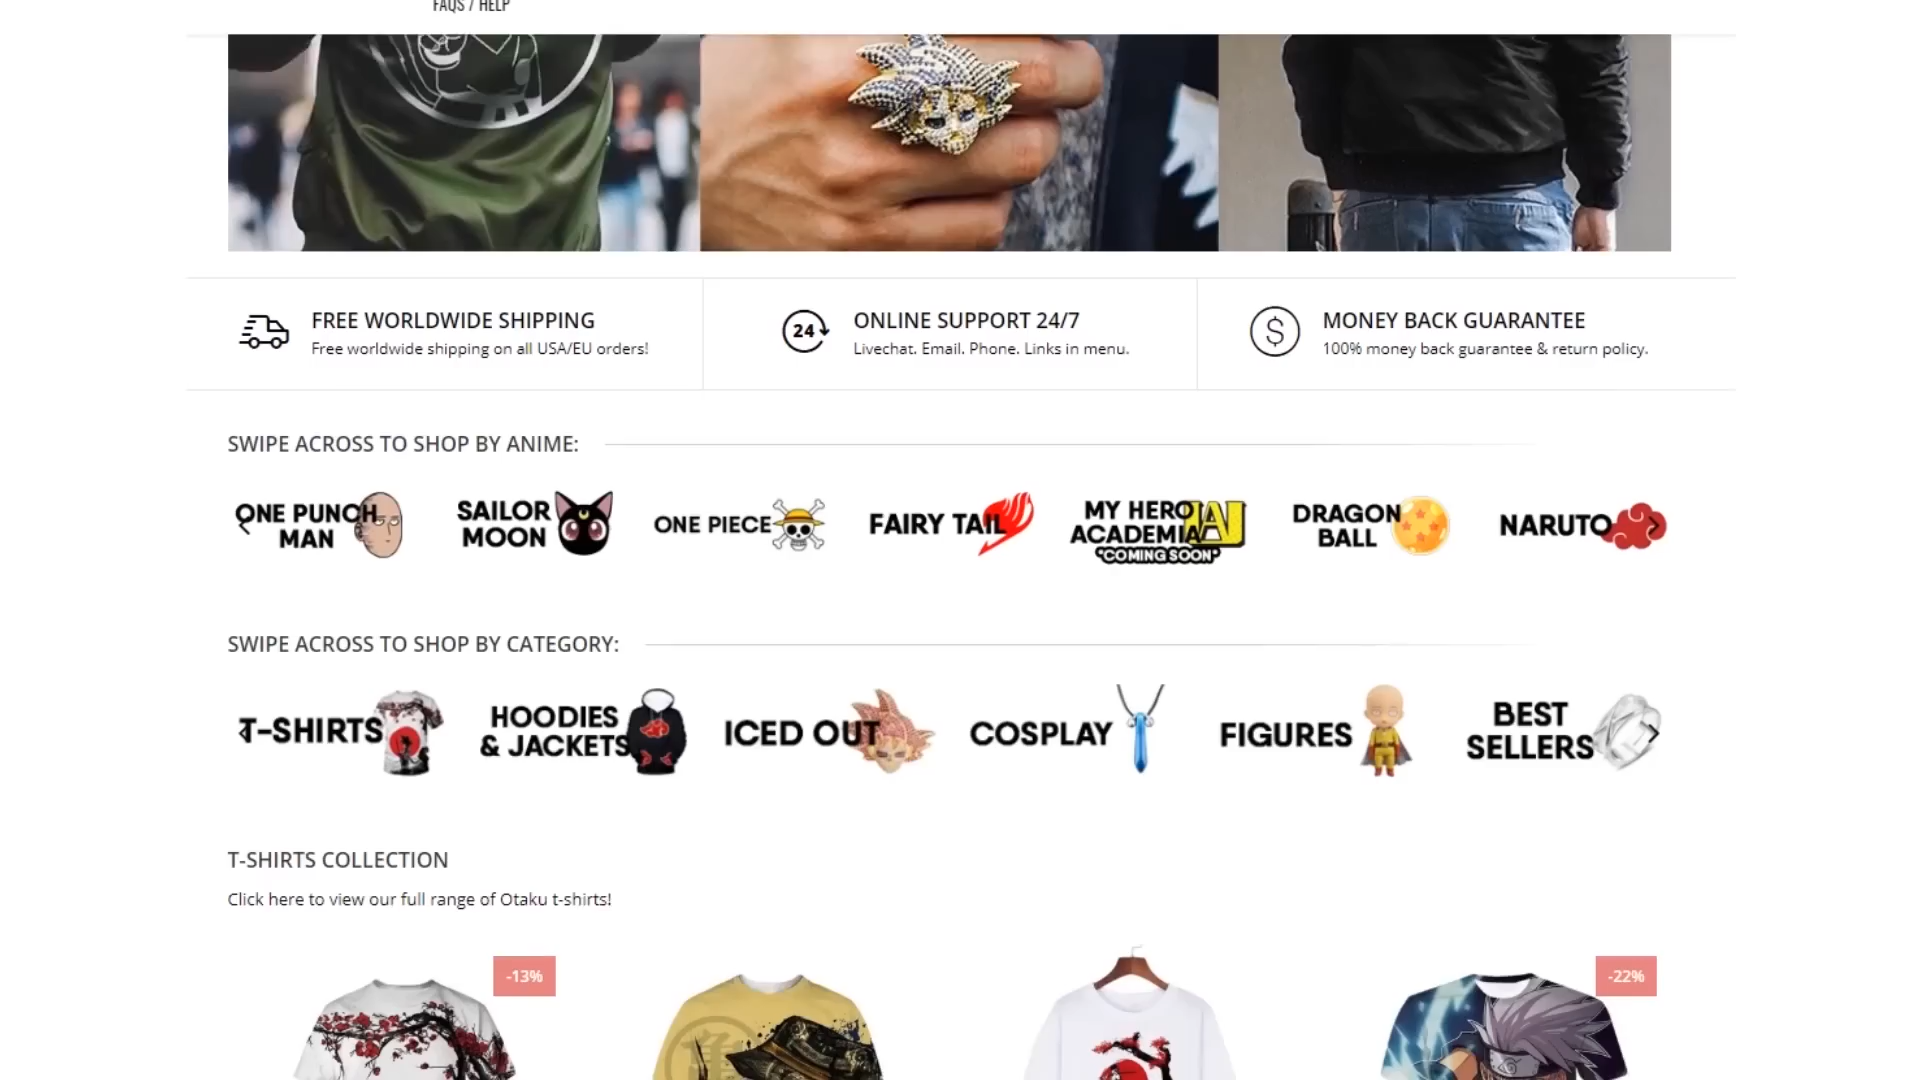 FAQS / HELP
FREE WORLDWIDE SHIPPING
Free worldwide shipping on all USA/EU orders!
24
ONLINE SUPPORT 24/7
Livechat. Email. Phone. Links in menu.
$
MONEY BACK GUARANTEE
100% money back guarantee & return policy.
SWIPE ACROSS TO SHOP BY ANIME:
ONE PUNCH
MAN
SAILOR
MOON
ONE PIECE
FAIRY TAIL
MY HERO
ACADEMIA
*COMING SOON*
DRAGON
BALL
NARUTO
SWIPE ACROSS TO SHOP BY CATEGORY:
T-SHIRTS
HOODIES
& JACKETS
ICED OUT
COSPLAY
FIGURES
BEST
SELLERS
T-SHIRTS COLLECTION
Click here to view our full range of Otaku t-shirts!
-13%
-22%